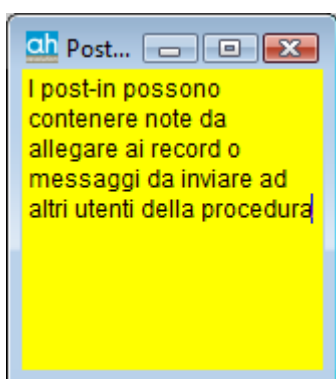 ah Post...
I post-in possono
contenere note da
allegare ai record o
messaggi da inviare ad
altri utenti della procedura